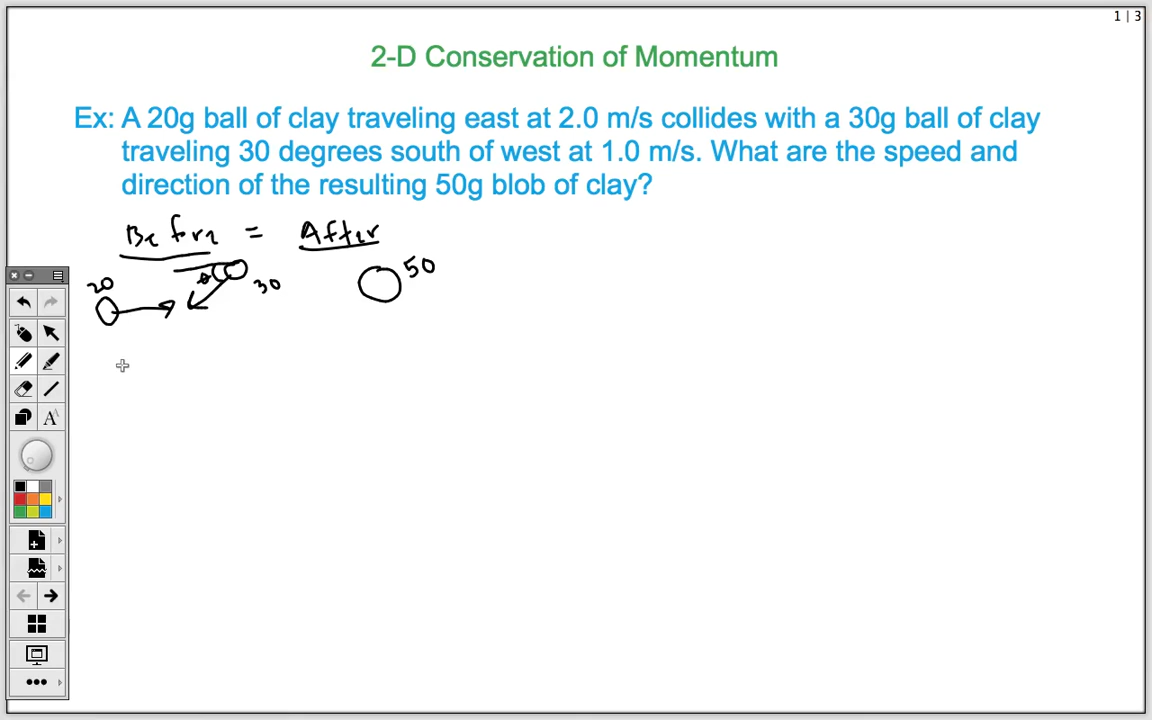 1 | 3
2-D Conservation of Momentum
Ex: A 20g ball of clay traveling east at 2.0 m/s collides with a 30g ball of clay
traveling 30 degrees south of west at 1.0 m/s. What are the speed and
direction of the resulting 50g blob of clay?
Before = After
20 θ 30 50
A